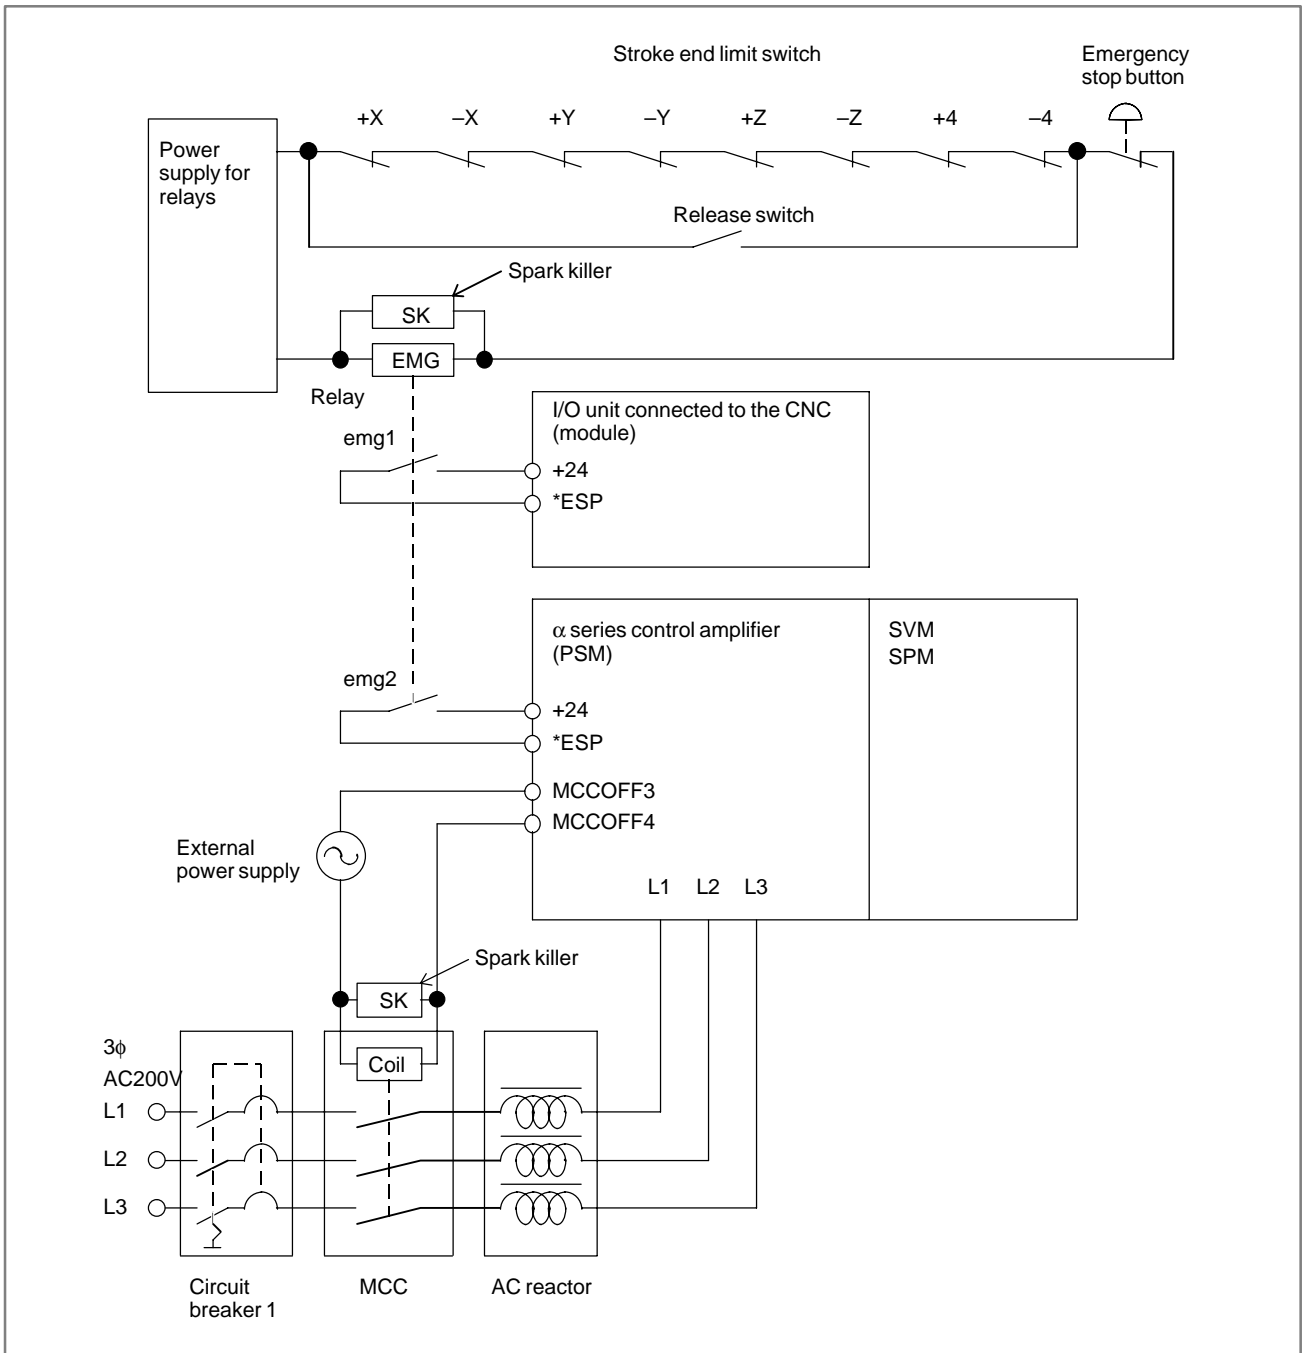 Stroke end limit switch
Emergency
stop button
+X
–X
+Y
–Y
+Z
–Z
+4
–4
Power
supply for
relays
Release switch
Spark killer
SK
EMG
Relay
I/O unit connected to the CNC
(module)
emg1
+24
*ESP
α series control amplifier
(PSM)
SVM
SPM
emg2
+24
*ESP
MCCOFF3
MCCOFF4
External
power supply
L1
L2
L3
Spark killer
SK
Coil
3ϕ
AC200V
L1
L2
L3
Circuit
breaker 1
MCC
AC reactor